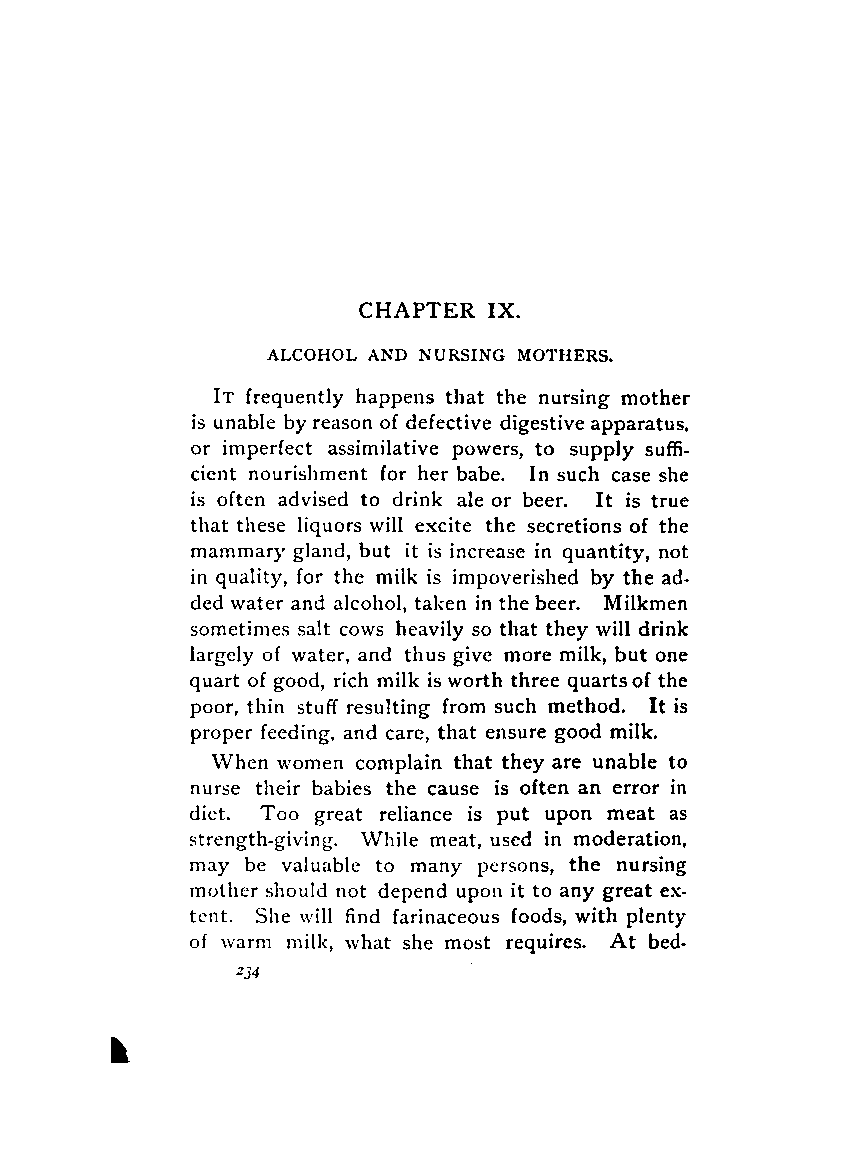 CHAPTER IX.
ALCOHOL AND NURSING MOTHERS.
IT frequently happens that the nursing mother
is unable by reason of defective digestive apparatus,
or imperfect assimilative powers, to supply suffi-
cient nourishment for her babe. In such case she
is often advised to drink ale or beer. It is true
that these liquors will excite the secretions of the
mammary gland, but it is increase in quantity, not
in quality, for the milk is impoverished by the ad-
ded water and alcohol, taken in the beer. Milkmen
sometimes salt cows heavily so that they will drink
largely of water, and thus give more milk, but one
quart of good, rich milk is worth three quarts of the
poor, thin stuff resulting from such method. It is
proper feeding, and care, that ensure good milk.
When women complain that they are unable to
nurse their babies the cause is often an error in
diet. Too great reliance is put upon meat as
strength-giving. While meat, used in moderation,
may be valuable to many persons, the nursing
mother should not depend upon it to any great ex-
tent. She will find farinaceous foods, with plenty
of warm milk, what she most requires. At bed-
234